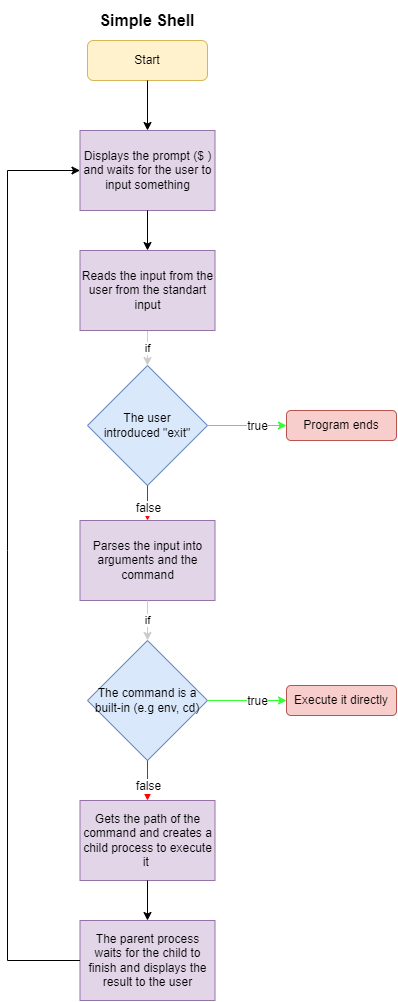 Simple Shell
Start
Displays the prompt ($ )
and waits for the user to
input something
Reads the input from the
user from the standart
input
if
The user
introduced "exit"
true
Program ends
false
Parses the input into
arguments and the
command
if
The command is a
built-in (e.g env, cd)
true
Execute it directly
false
Gets the path of the
command and creates a
child process to execute
it
The parent process
waits for the child to
finish and displays the
result to the user